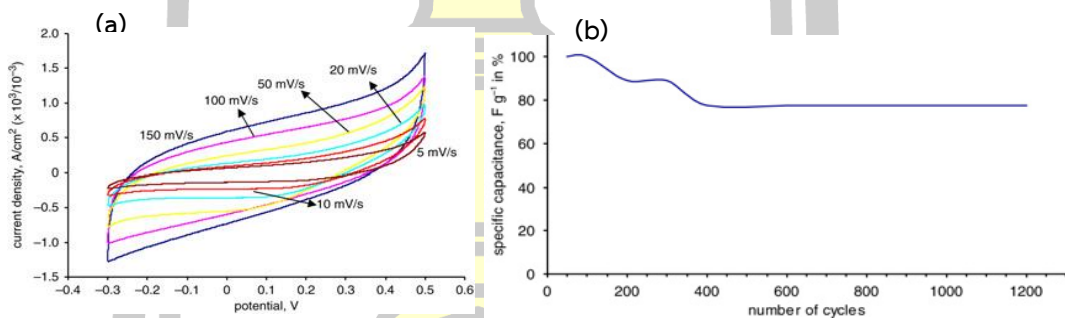 (a)
2.0
1.5
1.0
0.5
0
−0.5
−1.0
−1.5
current density, A/cm² (× 10³/10⁻³)
20 mV/s
50 mV/s
100 mV/s
150 mV/s
5 mV/s
10 mV/s
−0.4 −0.3 −0.2 −0.1 0 0.1 0.2 0.3 0.4 0.5 0.6
potential, V
(b)
100
80
60
40
20
0
specific capacitance, F g⁻¹ in %
0 200 400 600 800 1000 1200
number of cycles